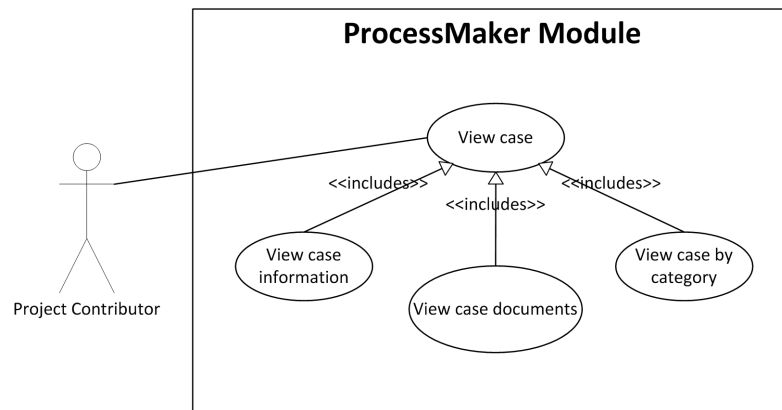 ProcessMaker Module
View case
<<includes>>
<<includes>>
<<includes>>
View case
information
View case documents
View case by
category
Project Contributor